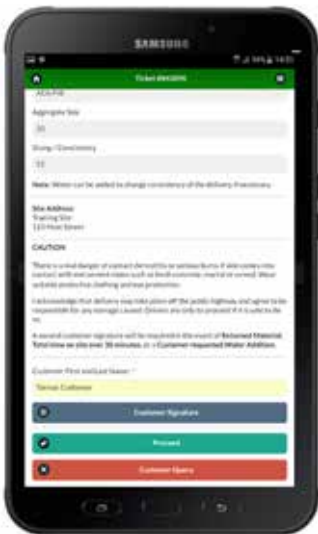 SAMSUNG
Aggregate Size
20
Slump / Consistency
S3
Note: Water can be added to change consistency of the delivery if necessary.
Site Address:
Training Site
123 Main Street
CAUTION
There is a real danger of contact dermatitis or serious burns if skin comes into
contact with wet cement mixes such as fresh concrete, mortar or screed. Wear
suitable protective clothing and eye protection.
I acknowledge that delivery may take place off the public highway and agree to be
responsible for any damage caused. Drivers are only to proceed if it is safe to do
so.
A second customer signature will be required in the event of Returned Material,
Total time on site over 30 minutes, or a Customer requested Water Addition.
Customer First and Last Name: *
Customer
Customer Signature
Proceed
Customer Query